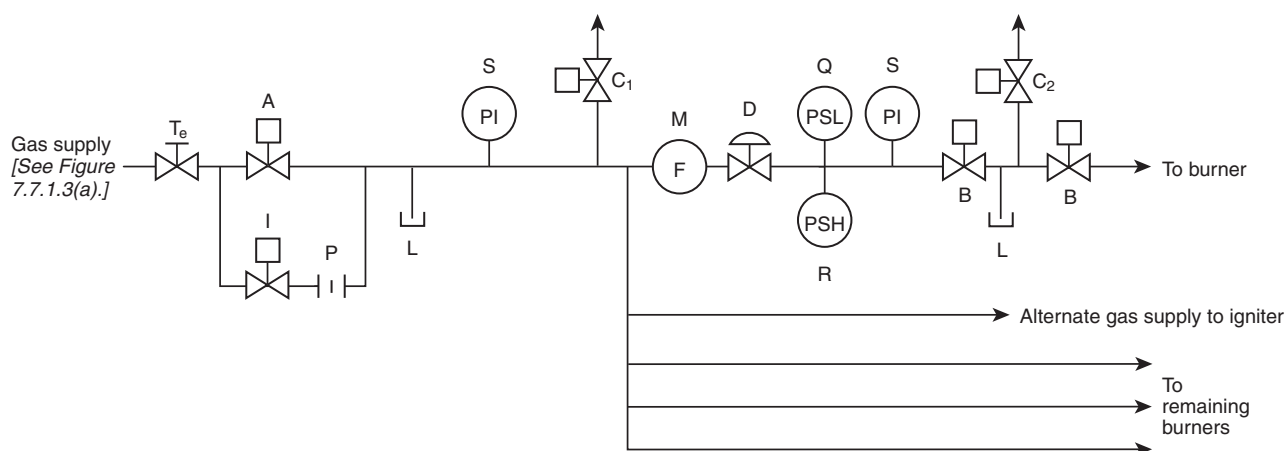 S
C₁
Q
S
C₂
A
M
D
Tₑ
PI
PSL
PI
Gas supply
[See Figure
7.7.1.3(a).]
F
To burner
B
B
I
P
L
PSH
L
R
Alternate gas supply to igniter
To
remaining
burners